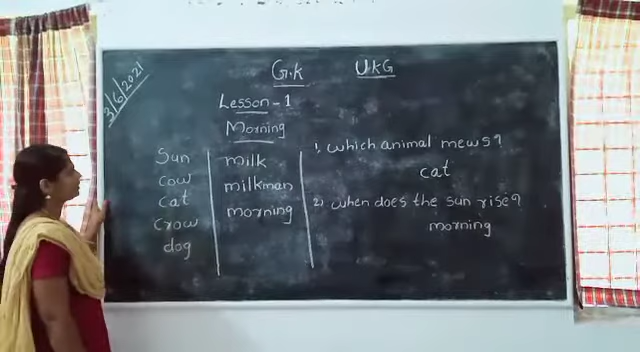 3/6/2021
G.K UKG
Lesson-1
Morning
Sun
cow
cat
crow
dog
milk
milkman
morning
1. which animal mews?
cat
2) when does the sun rise?
morning